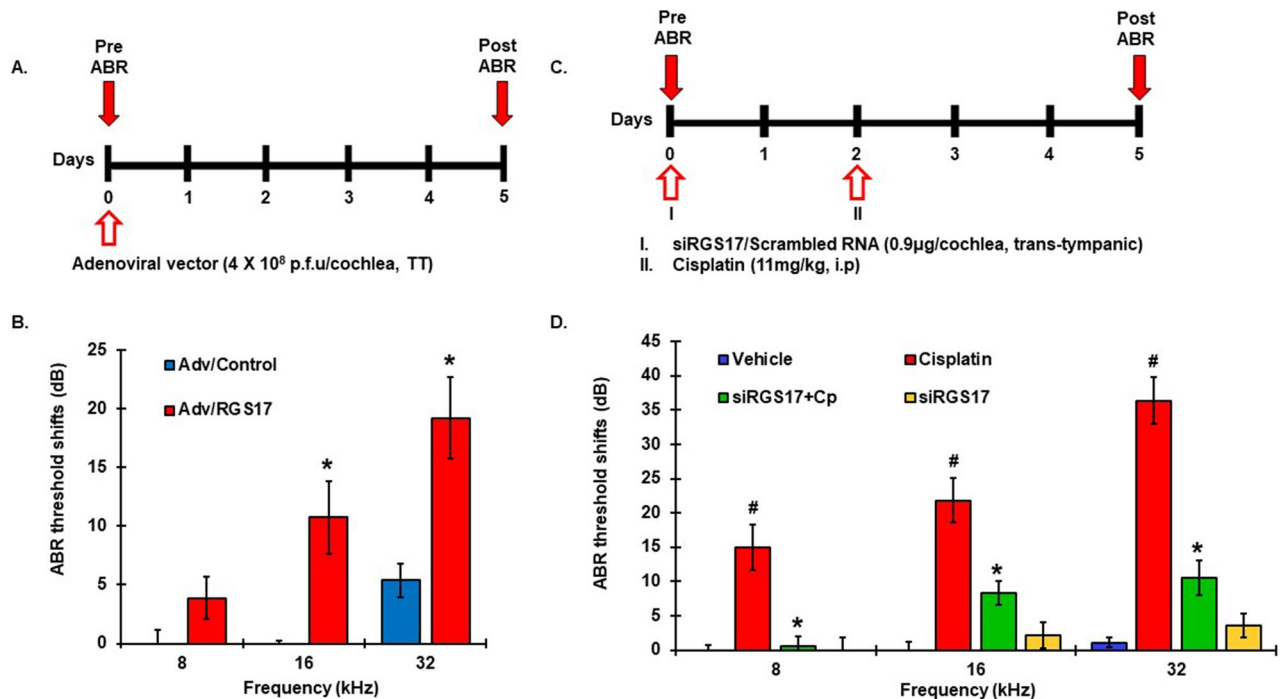 A.
Pre
ABR
Post
ABR
Days
0 1 2 3 4 5
Adenoviral vector (4 X 10⁸ p.f.u/cochlea, TT)
C.
Pre
ABR
Post
ABR
Days
0 1 2 3 4 5
I II
I. siRGS17/Scrambled RNA (0.9µg/cochlea, trans-tympanic)
II. Cisplatin (11mg/kg, i.p)
B.
ABR threshold shifts (dB)
25
20
15
10
5
0
Adv/Control
Adv/RGS17
*
*
8 16 32
Frequency (kHz)
D.
ABR threshold shifts (dB)
45
40
35
30
25
20
15
10
5
0
Vehicle Cisplatin
siRGS17+Cp siRGS17
#
*
#
*
#
*
8 16 32
Frequency (kHz)